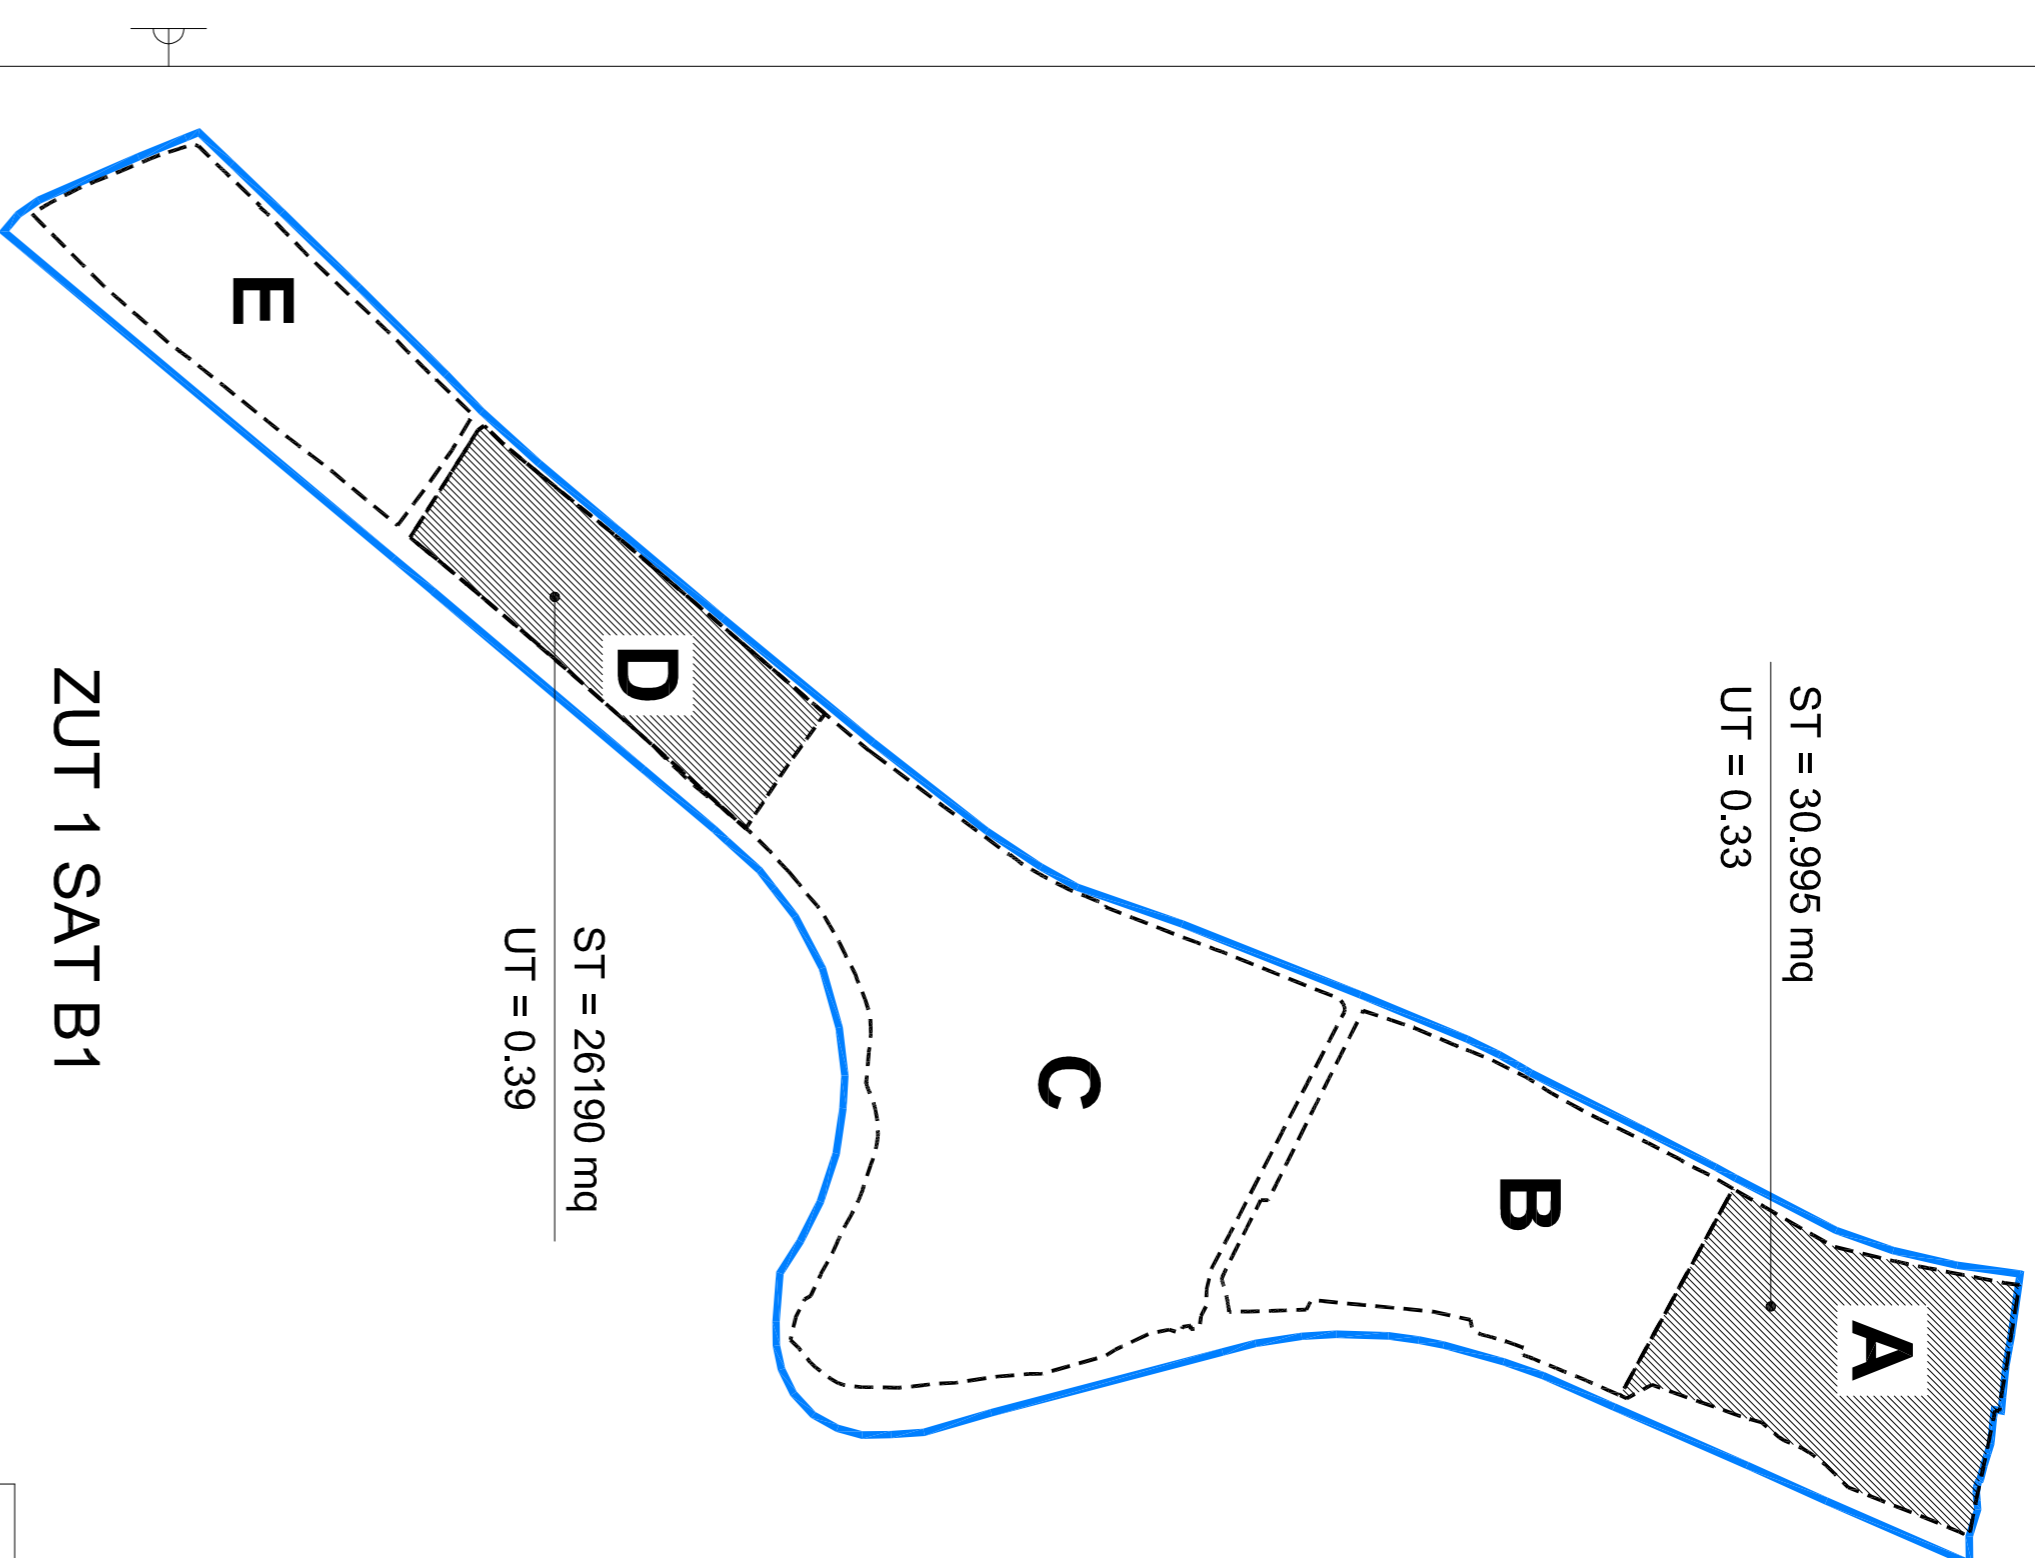 ST = 30.995 mq
UT = 0.33
A
B
C
D
E
ST = 26190 mq
UT = 0.39
ZUT 1 SAT B1